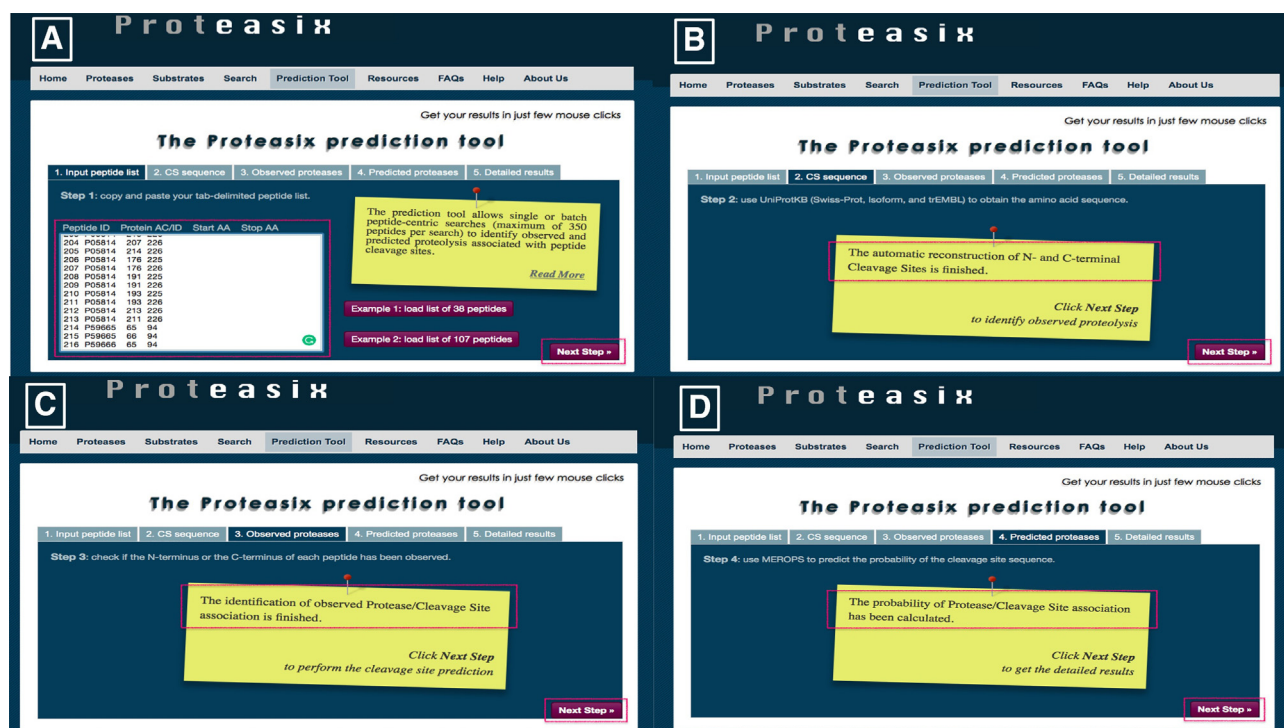 A
Proteasix
Home Proteases Substrates Search Prediction Tool Resources FAQs Help About Us
Get your results in just few mouse clicks
The Proteasix prediction tool
1. Input peptide list 2. CS sequence 3. Observed proteases 4. Predicted proteases 5. Detailed results
Step 1: copy and paste your tab-delimited peptide list.
Peptide ID Protein AC/ID Start AA Stop AA
204 P05814 207 226
205 P05814 214 226
206 P05814 176 225
207 P05814 176 226
208 P05814 191 225
209 P05814 191 226
210 P05814 193 225
211 P05814 193 226
212 P05814 213 226
213 P05814 211 226
214 P59665 65 94
215 P59665 66 94
216 P59666 65 94
The prediction tool allows single or batch
peptide-centric searches (maximum of 350
peptides per search) to identify observed and
predicted proteolysis associated with peptide
cleavage sites.
Read More
Example 1: load list of 38 peptides
Example 2: load list of 107 peptides
Next Step »
B
Proteasix
Home Proteases Substrates Search Prediction Tool Resources FAQs Help About Us
Get your results in just few mouse clicks
The Proteasix prediction tool
1. Input peptide list 2. CS sequence 3. Observed proteases 4. Predicted proteases 5. Detailed results
Step 2: use UniProtKB (Swiss-Prot, Isoform, and trEMBL) to obtain the amino acid sequence.
The automatic reconstruction of N- and C-terminal
Cleavage Sites is finished.
Click Next Step
to identify observed proteolysis
Next Step »
C
Proteasix
Home Proteases Substrates Search Prediction Tool Resources FAQs Help About Us
Get your results in just few mouse clicks
The Proteasix prediction tool
1. Input peptide list 2. CS sequence 3. Observed proteases 4. Predicted proteases 5. Detailed results
Step 3: check if the N-terminus or the C-terminus of each peptide has been observed.
The identification of observed Protease/Cleavage Site
association is finished.
Click Next Step
to perform the cleavage site prediction
Next Step »
D
Proteasix
Home Proteases Substrates Search Prediction Tool Resources FAQs Help About Us
Get your results in just few mouse clicks
The Proteasix prediction tool
1. Input peptide list 2. CS sequence 3. Observed proteases 4. Predicted proteases 5. Detailed results
Step 4: use MEROPS to predict the probability of the cleavage site sequence.
The probability of Protease/Cleavage Site association
has been calculated.
Click Next Step
to get the detailed results
Next Step »